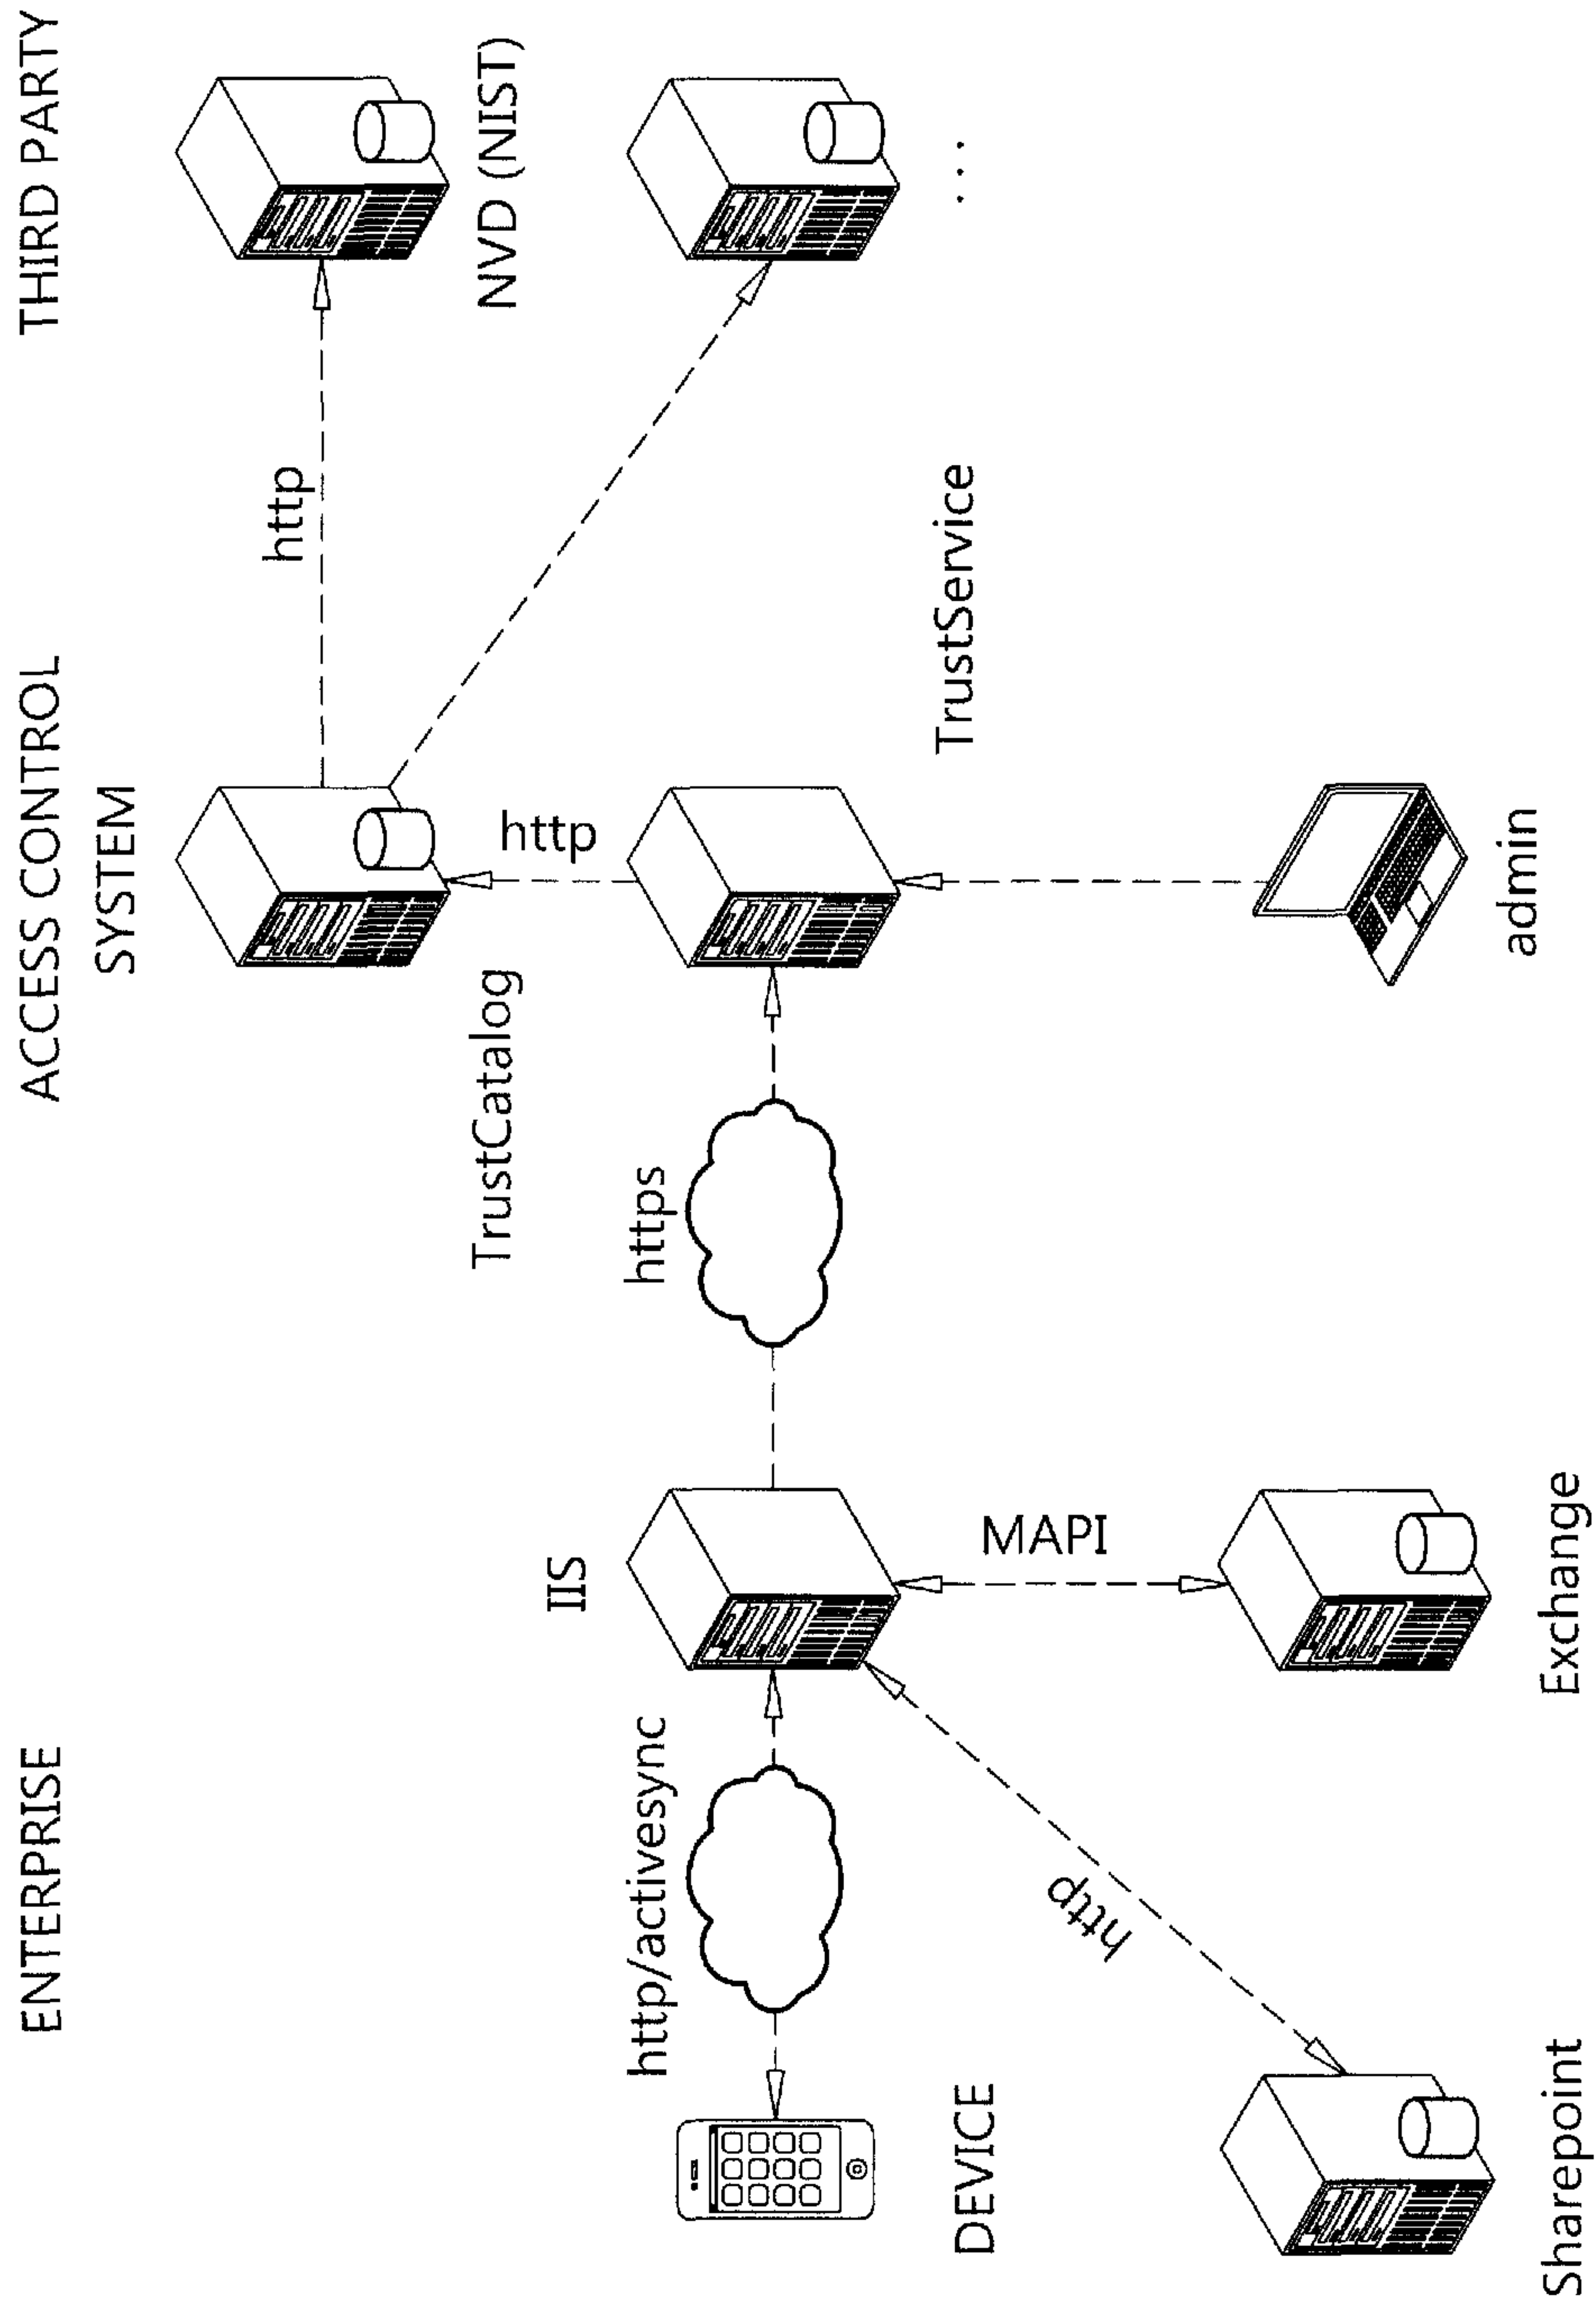 ENTERPRISE
ACCESS CONTROL
SYSTEM
THIRD PARTY
http
TrustCatalog
http
NVD (NIST)
IIS
http/activesync
https
DEVICE
TrustService
...
MAPI
http
Sharepoint
Exchange
admin